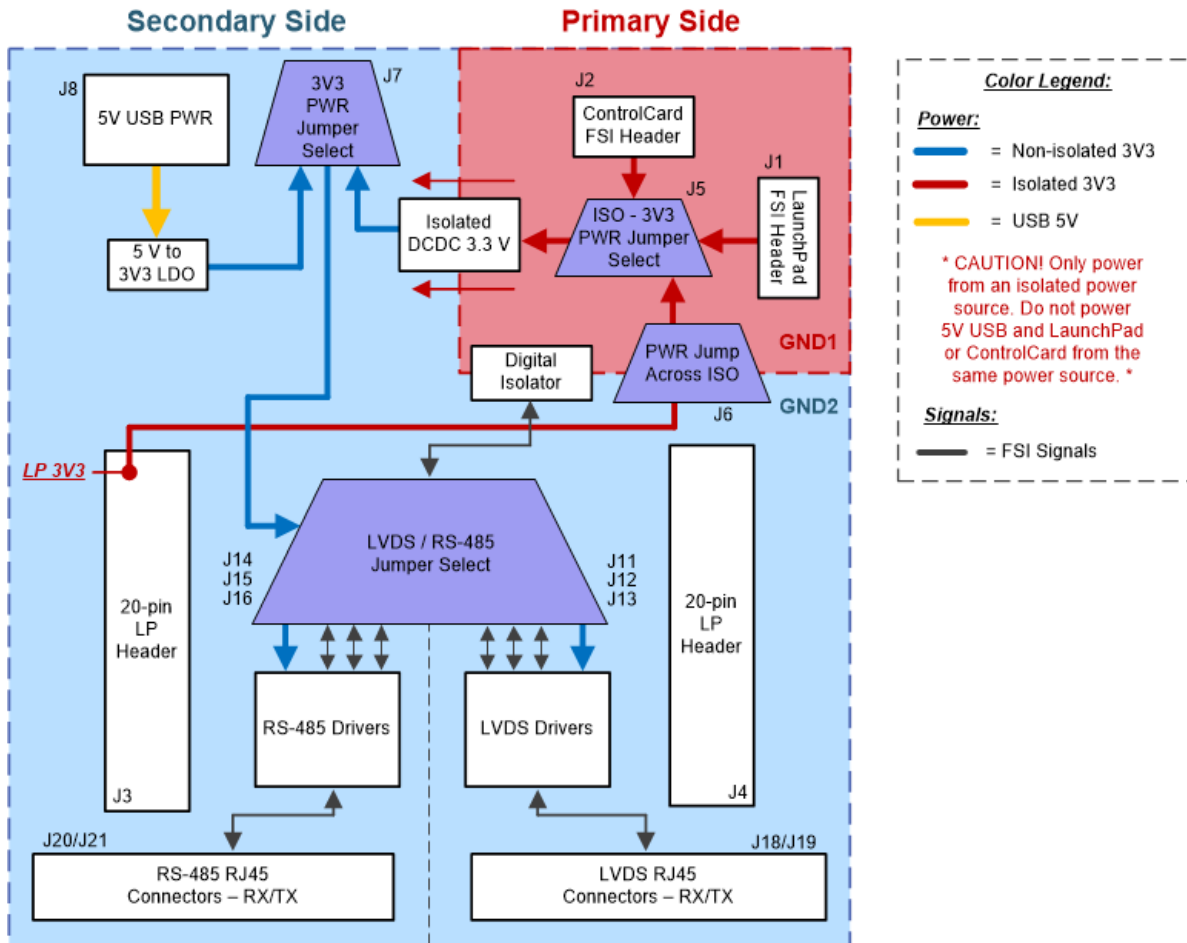 Secondary Side
Primary Side
J8
5V USB PWR
3V3
PWR
Jumper
Select
J7
J2
ControlCard
FSI Header
J1
LaunchPad
FSI Header
J5
ISO - 3V3
PWR Jumper
Select
Isolated
DCDC 3.3 V
5 V to
3V3 LDO
GND1
PWR Jump
Across ISO
J6
GND2
Digital
Isolator
LP 3V3
20-pin
LP
Header
J3
LVDS / RS-485
Jumper Select
J14
J15
J16
J11
J12
J13
20-pin
LP
Header
J4
RS-485 Drivers
LVDS Drivers
J20/J21
RS-485 RJ45
Connectors – RX/TX
J18/J19
LVDS RJ45
Connectors – RX/TX
Color Legend:
Power:
= Non-isolated 3V3
= Isolated 3V3
= USB 5V
* CAUTION! Only power
from an isolated power
source. Do not power
5V USB and LaunchPad
or ControlCard from the
same power source. *
Signals:
= FSI Signals